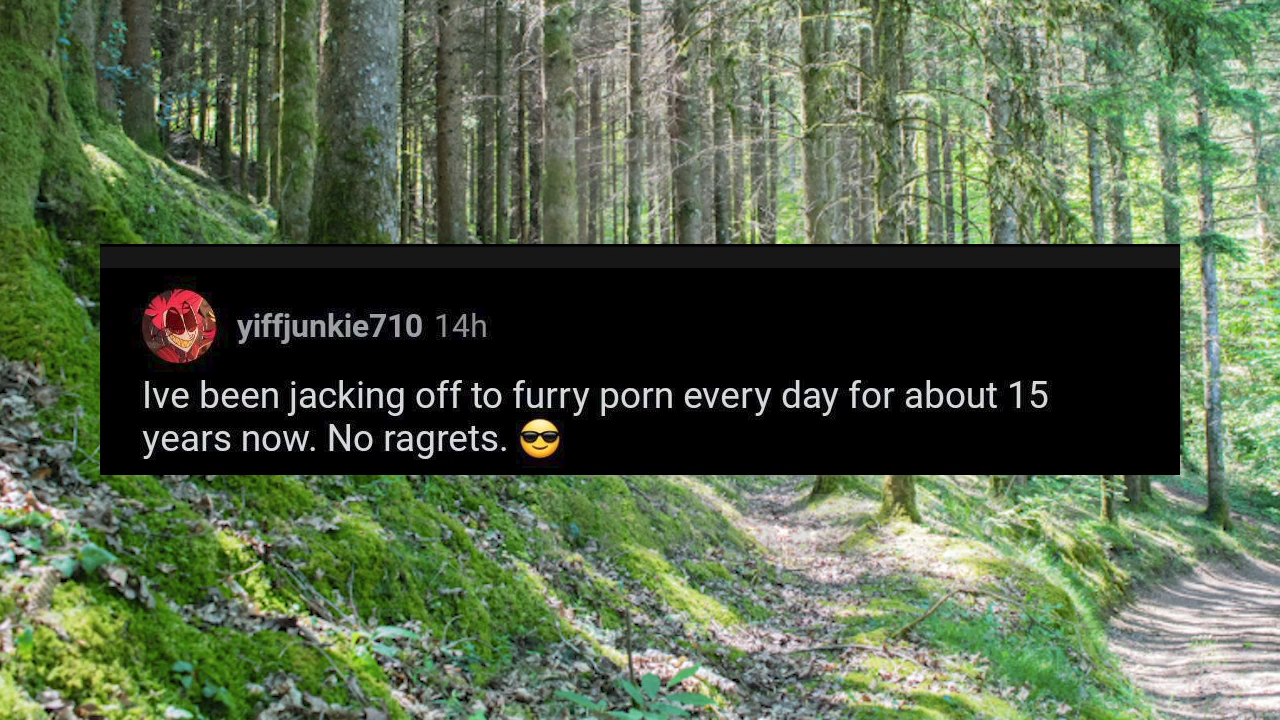 yiffjunkie710 14h
Ive been jacking off to furry porn every day for about 15
years now. No ragrets. 😎